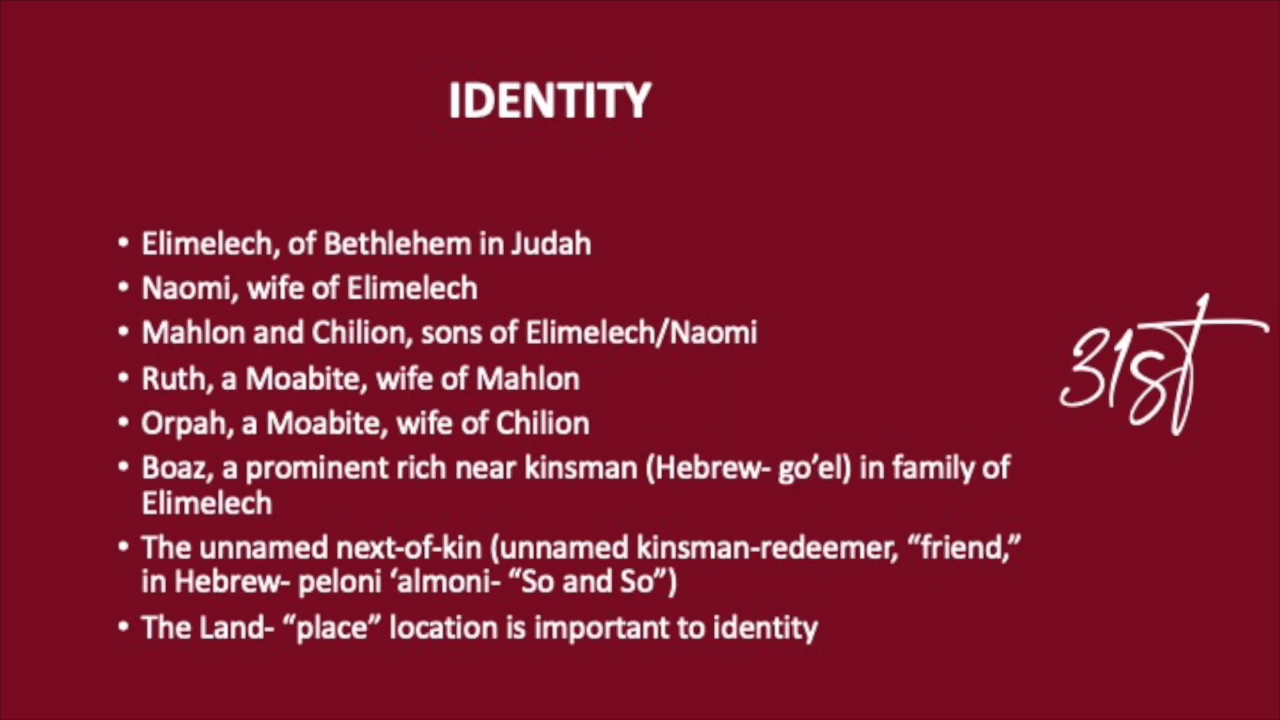 IDENTITY
• Elimelech, of Bethlehem in Judah
• Naomi, wife of Elimelech
• Mahlon and Chilion, sons of Elimelech/Naomi
• Ruth, a Moabite, wife of Mahlon
• Orpah, a Moabite, wife of Chilion
• Boaz, a prominent rich near kinsman (Hebrew- go’el) in family of
Elimelech
• The unnamed next-of-kin (unnamed kinsman-redeemer, “friend,”
in Hebrew- peloni ‘almoni- “So and So”)
• The Land- “place” location is important to identity
31st